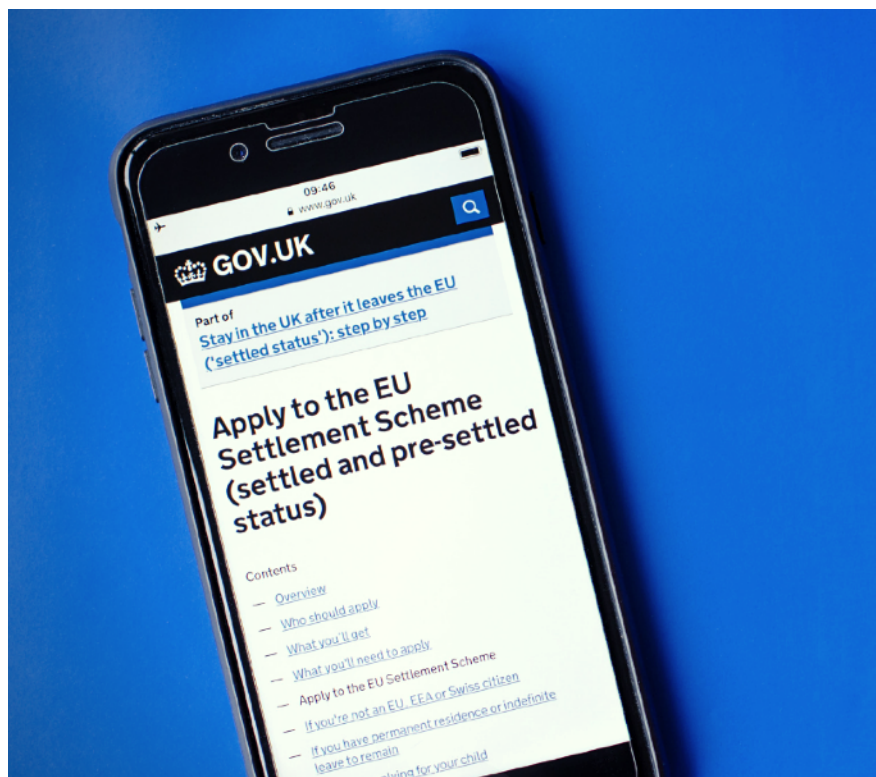 09:46
www.gov.uk
GOV.UK
Part of
Stay in the UK after it leaves the EU
('settled status'): step by step
Apply to the EU
Settlement Scheme
(settled and pre-settled
status)
Contents
— Overview
— Who should apply
— What you'll get
— What you'll need to apply
— Apply to the EU Settlement Scheme
— If you're not an EU, EEA or Swiss citizen
— If you have permanent residence or indefinite
leave to remain
for your child